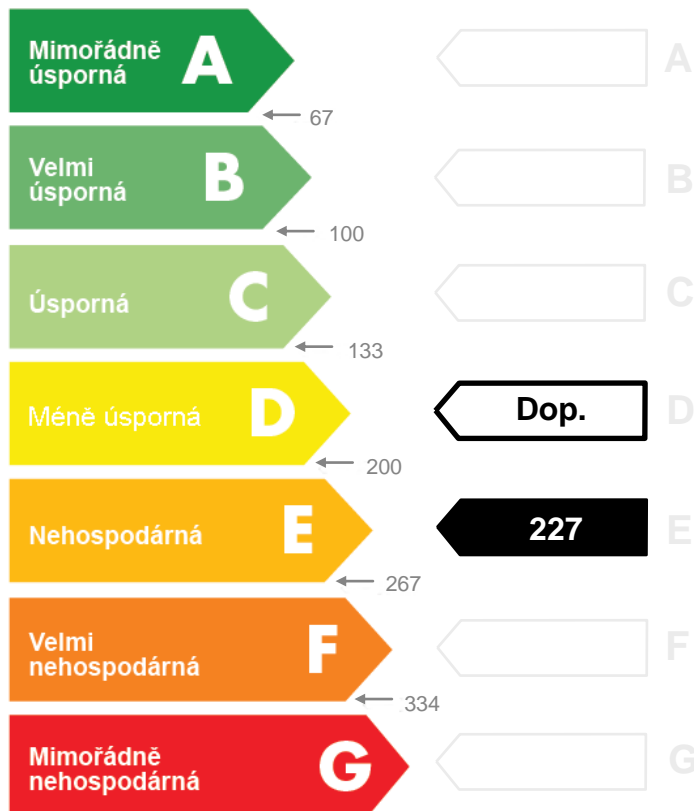 Mimořádně
úsporná
A
A
67
Velmi
úsporná
B
B
100
Úsporná
C
C
133
Méně úsporná
D
Dop.
D
200
Nehospodárná
E
227
E
267
Velmi
nehospodárná
F
F
334
Mimořádně
nehospodárná
G
G